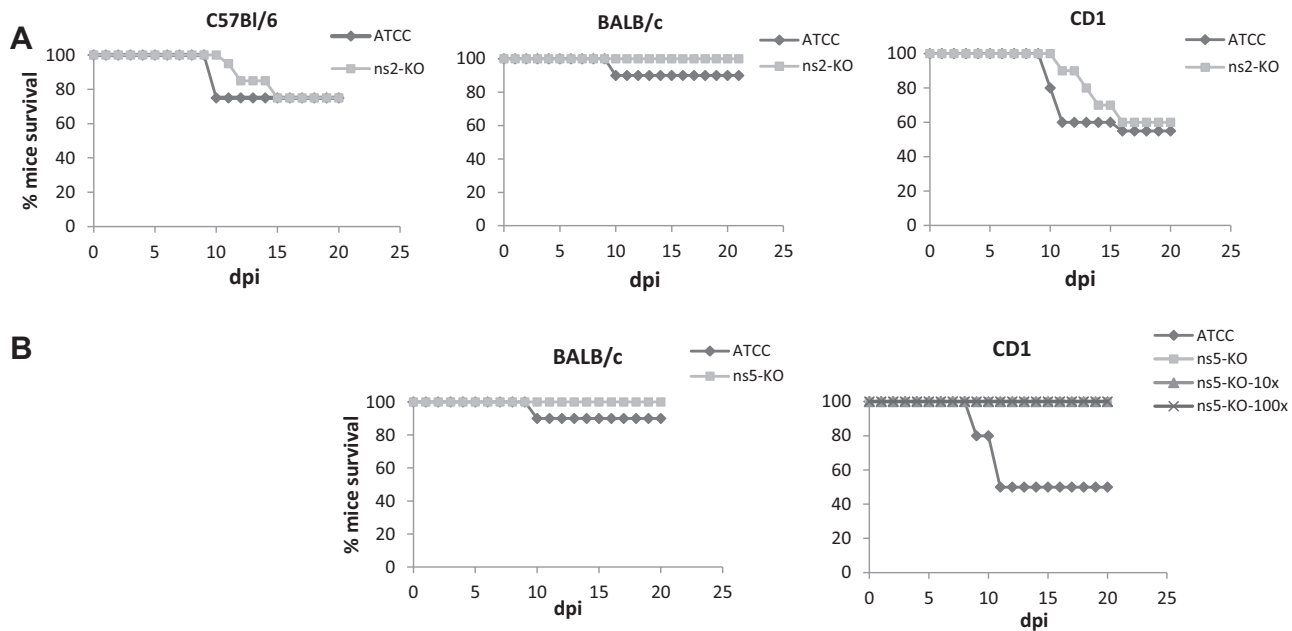 A
C57Bl/6
ATCC
ns2-KO
% mice survival
100
80
60
40
20
0
0 5 10 15 20 25
dpi
BALB/c
ATCC
ns2-KO
100
80
60
40
20
0
0 5 10 15 20 25
dpi
CD1
ATCC
ns2-KO
100
80
60
40
20
0
0 5 10 15 20 25
dpi
B
BALB/c
ATCC
ns5-KO
% mice survival
100
80
60
40
20
0
0 5 10 15 20 25
dpi
CD1
ATCC
ns5-KO
ns5-KO-10x
ns5-KO-100x
100
80
60
40
20
0
0 5 10 15 20 25
dpi